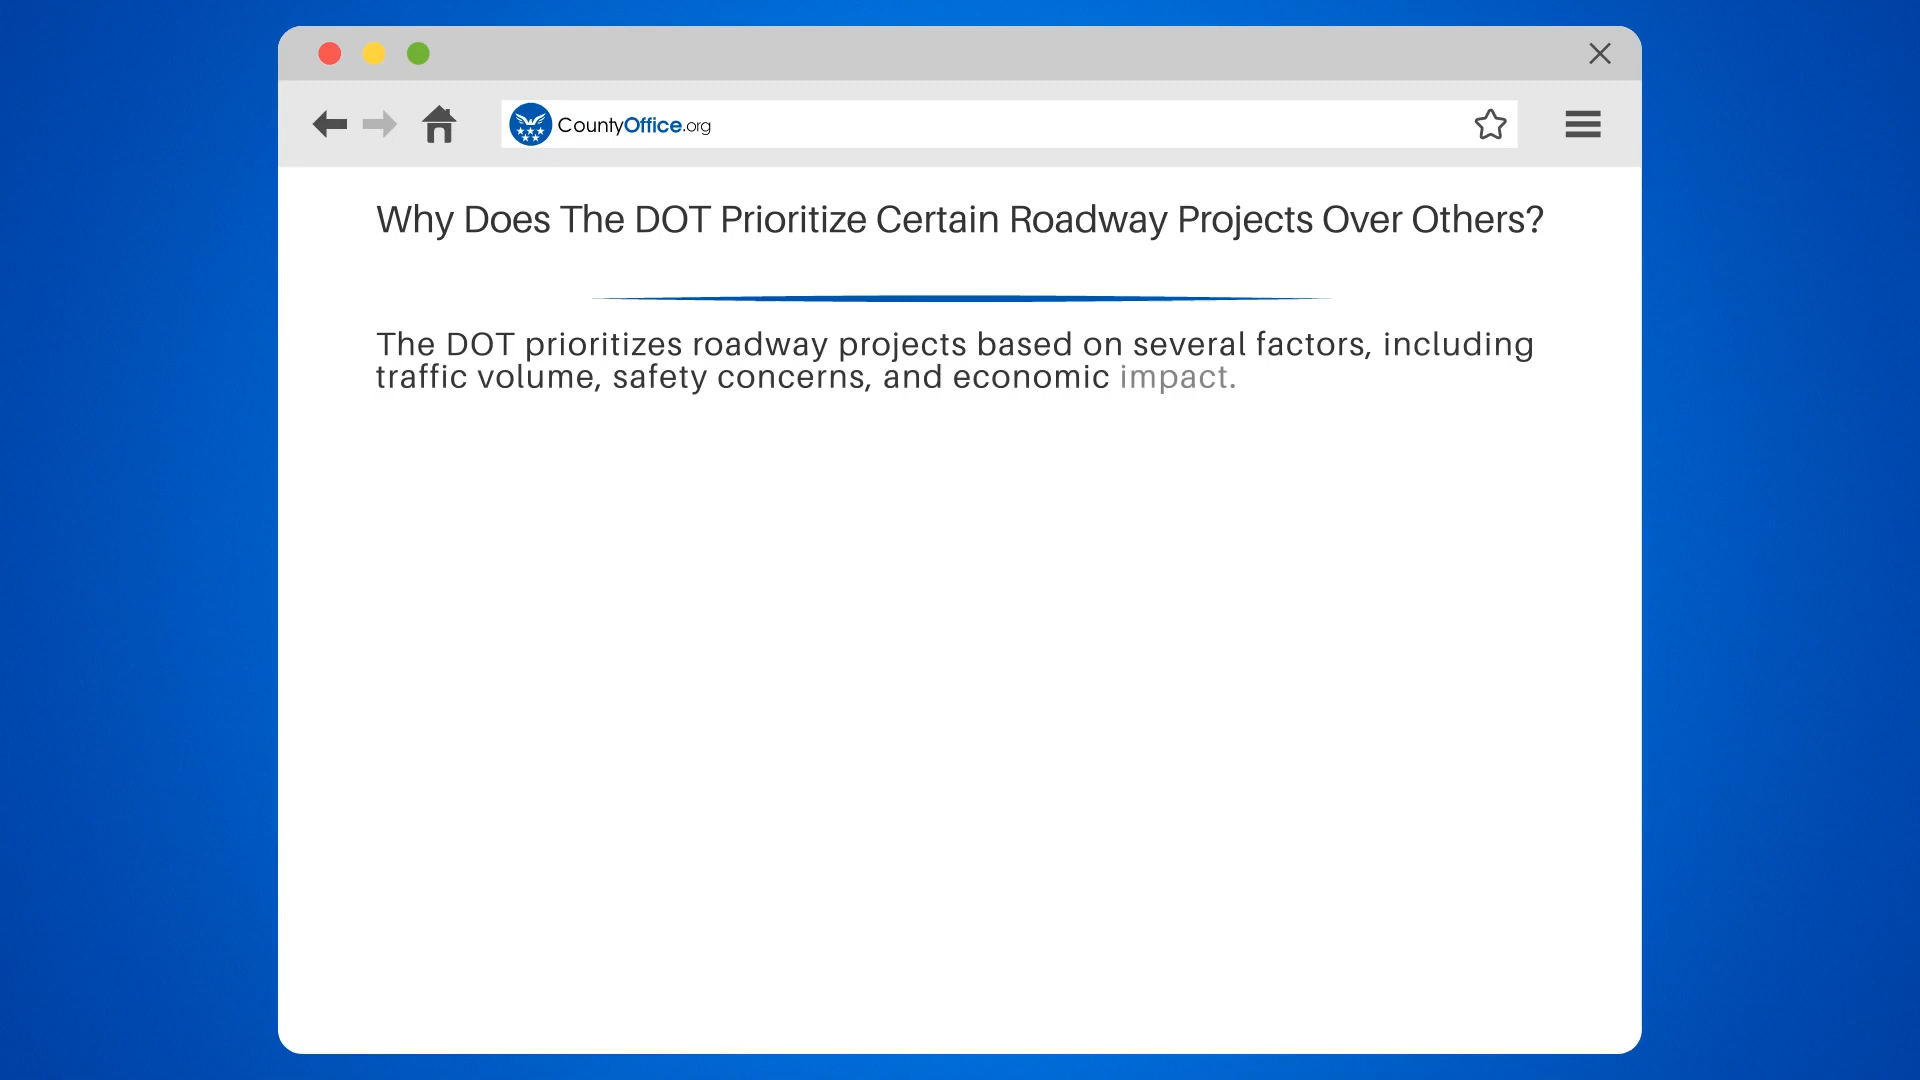 CountyOffice.org
Why Does The DOT Prioritize Certain Roadway Projects Over Others?
The DOT prioritizes roadway projects based on several factors, including
traffic volume, safety concerns, and economic impact.